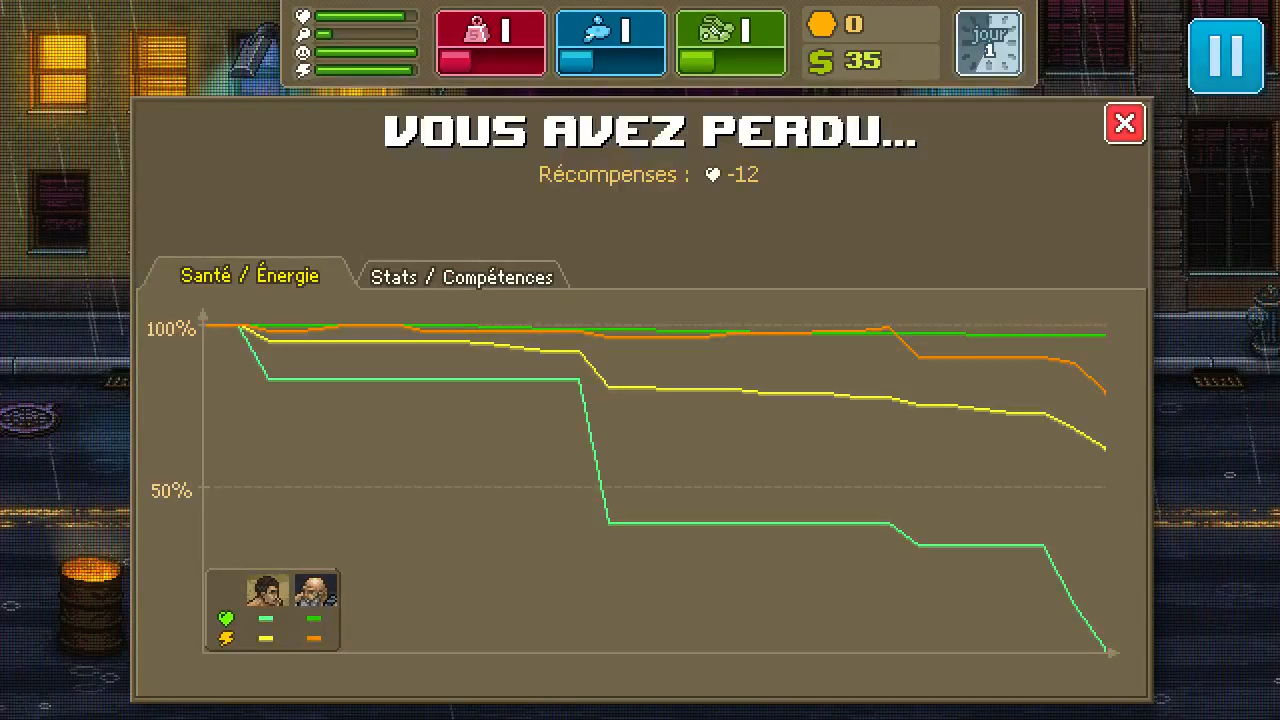 1
1
1
0
35
jour
1
VOUS AVEZ PERDU...
Récompenses : -12
Santé / Énergie
Stats / Compétences
100%
50%